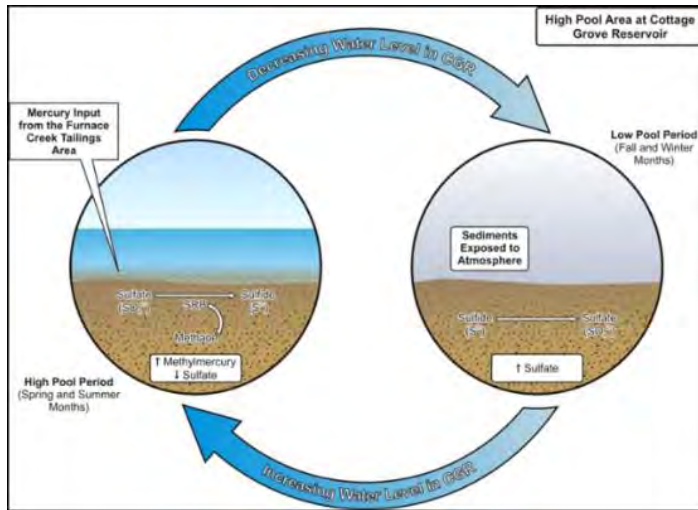 High Pool Area at Cottage
Grove Reservoir
Decreasing Water Level in CGR
Mercury Input
from the Furnace
Creek Tailings
Area
Low Pool Period
(Fall and Winter
Months)
Sediments
Exposed to
Atmosphere
Sulfate
Sulfide
SRB
Methane
↑ Methylmercury
↓ Sulfate
Sulfide
Sulfate
↑ Sulfate
High Pool Period
(Spring and Summer
Months)
Increasing Water Level in CGR